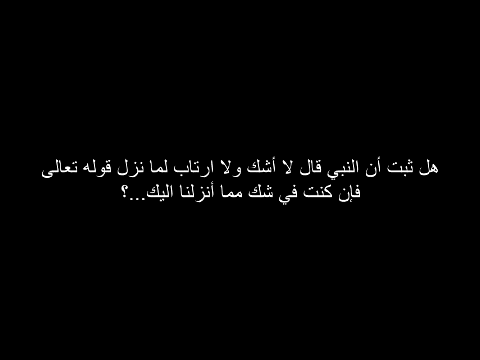 هل ثبت أن النبي قال لا أشك ولا ارتاب لما نزل قوله تعالى
فإن كنت في شك مما أنزلنا اليك...؟